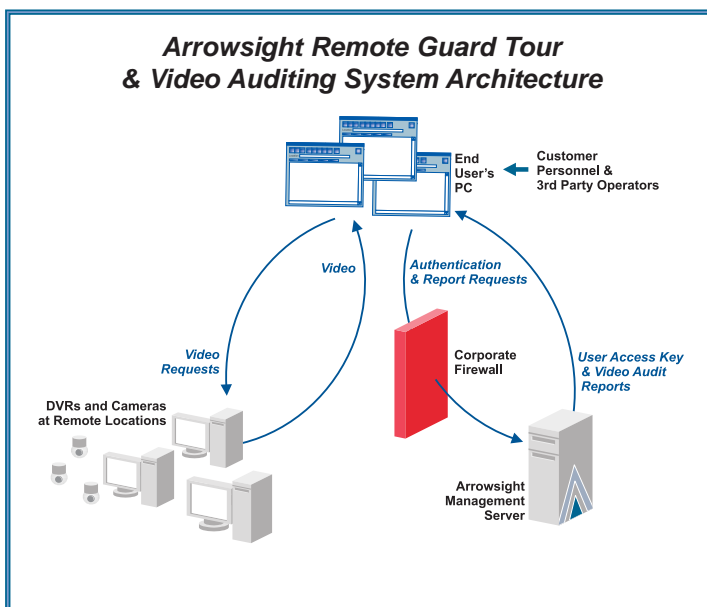 Arrowsight Remote Guard Tour
& Video Auditing System Architecture
End
User's
PC
Customer
Personnel &
3rd Party Operators
Video
Authentication
& Report Requests
Video
Requests
Corporate
Firewall
User Access Key
& Video Audit
Reports
DVRs and Cameras
at Remote Locations
Arrowsight
Management
Server